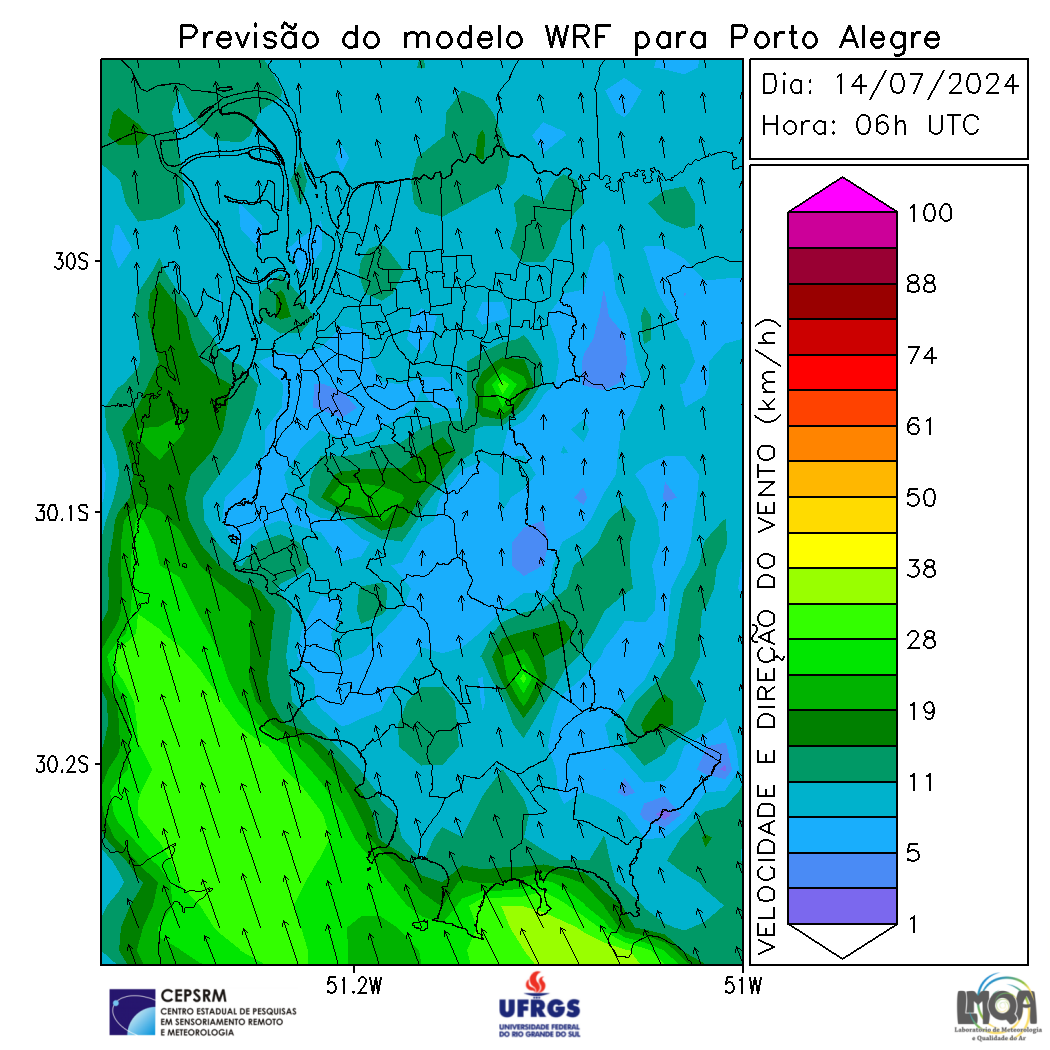 Previsão do modelo WRF para Porto Alegre
Dia: 14/07/2024
Hora: 06h UTC
30S
30.1S
30.2S
51.2W
51W
VELOCIDADE E DIREÇÃO DO VENTO (km/h)
100
88
74
61
50
38
28
19
11
5
1
CEPSRM
CENTRO ESTADUAL DE PESQUISAS
EM SENSORIAMENTO REMOTO
E METEOROLOGIA
UFRGS
UNIVERSIDADE FEDERAL
DO RIO GRANDE DO SUL
LMQA
Laboratório de Meteorologia
e Qualidade do Ar